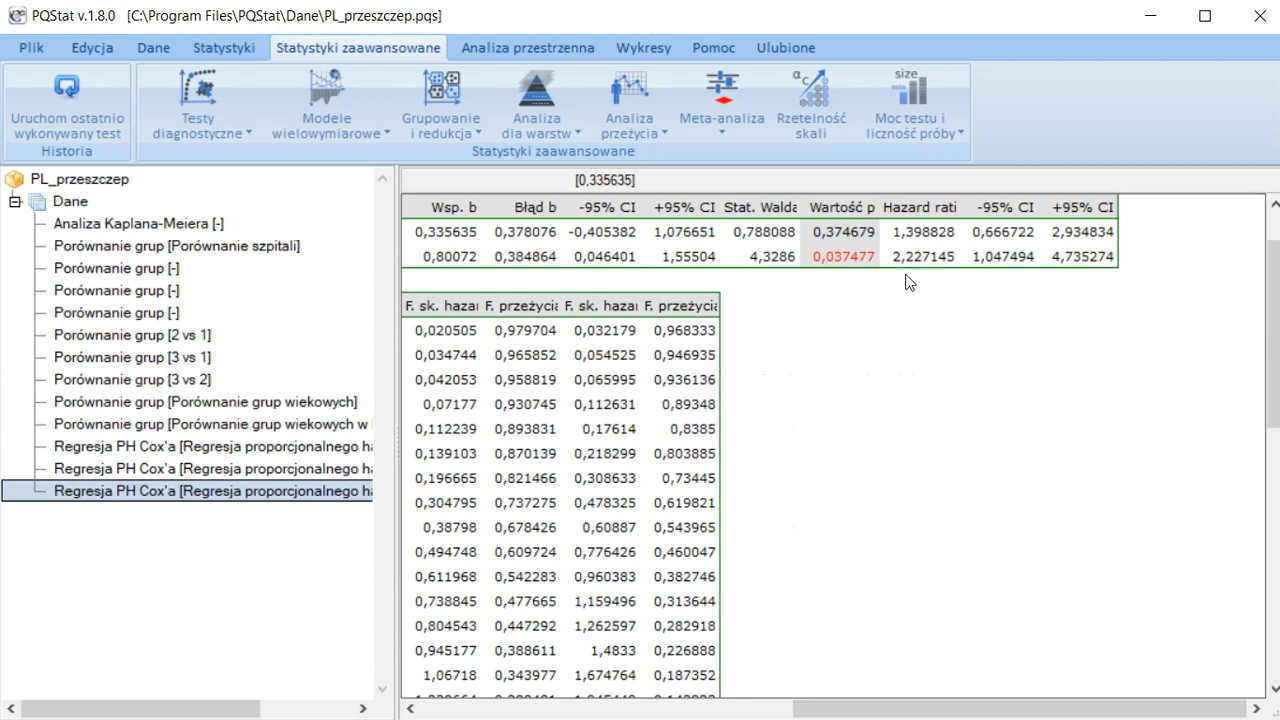 PQStat v.1.8.0 [C:\Program Files\PQStat\Dane\PL_przeszczep.pqs]
Plik Edycja Dane Statystyki Statystyki zaawansowane Analiza przestrzenna Wykresy Pomoc Ulubione
Uruchom ostatnio
wykonywany test
Historia
Testy
diagnostyczne
Modele
wielowymiarowe
Grupowanie
i redukcja
Analiza
dla warstw
Analiza
przeżycia
Meta-analiza
αc
Rzetelność
skali
size
min
Moc testu i
liczność próby
Statystyki zaawansowane
PL_przeszczep
Dane
Analiza Kaplana-Meiera [-]
Porównanie grup [Porównanie szpitali]
Porównanie grup [-]
Porównanie grup [-]
Porównanie grup [-]
Porównanie grup [2 vs 1]
Porównanie grup [3 vs 1]
Porównanie grup [3 vs 2]
Porównanie grup [Porównanie grup wiekowych]
Porównanie grup [Porównanie grup wiekowych w
Regresja PH Cox'a [Regresja proporcjonalnego ha
Regresja PH Cox'a [Regresja proporcjonalnego ha
Regresja PH Cox'a [Regresja proporcjonalnego ha
[0,335635]
Wsp. b Błąd b -95% CI +95% CI Stat. Walda Wartość p Hazard rati -95% CI +95% CI
0,335635 0,378076 -0,405382 1,076651 0,788088 0,374679 1,398828 0,666722 2,934834
0,80072 0,384864 0,046401 1,55504 4,3286 0,037477 2,227145 1,047494 4,735274
F. sk. hazar F. przeżycia F. sk. hazar F. przeżycia
0,020505 0,979704 0,032179 0,968333
0,034744 0,965852 0,054525 0,946935
0,042053 0,958819 0,065995 0,936136
0,07177 0,930745 0,112631 0,89348
0,112239 0,893831 0,17614 0,8385
0,139103 0,870139 0,218299 0,803885
0,196665 0,821466 0,308633 0,73445
0,304795 0,737275 0,478325 0,619821
0,38798 0,678426 0,60887 0,543965
0,494748 0,609724 0,776426 0,460047
0,611968 0,542283 0,960383 0,382746
0,738845 0,477665 1,159496 0,313644
0,804543 0,447292 1,262597 0,282918
0,945177 0,388611 1,4833 0,226888
1,06718 0,343977 1,674764 0,187352